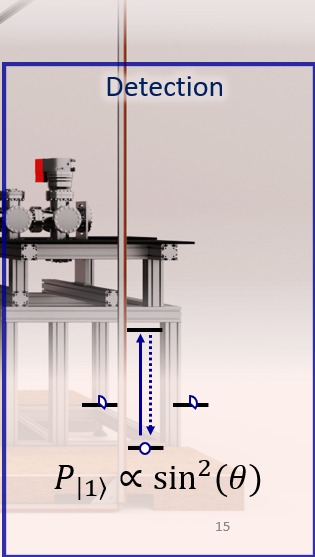 Detection
P|1⟩ ∝ sin²(θ)
15